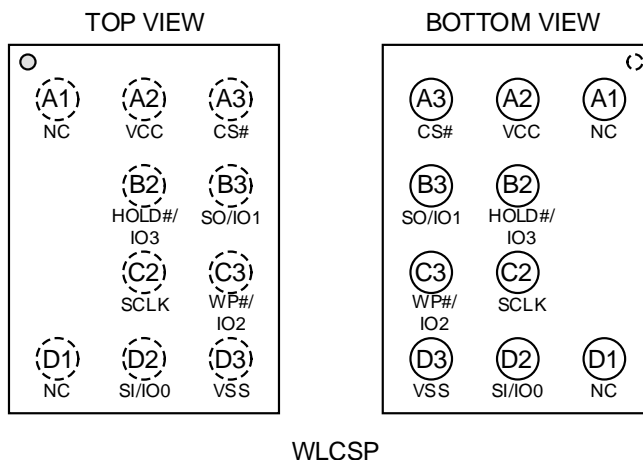 TOP VIEW
A1 A2 A3
NC VCC CS#
B2 B3
HOLD#/ SO/IO1
IO3
C2 C3
SCLK WP#/
IO2
D1 D2 D3
NC SI/IO0 VSS
BOTTOM VIEW
A3 A2 A1
CS# VCC NC
B3 B2
SO/IO1 HOLD#/
IO3
C3 C2
WP#/ SCLK
IO2
D3 D2 D1
VSS SI/IO0 NC
WLCSP